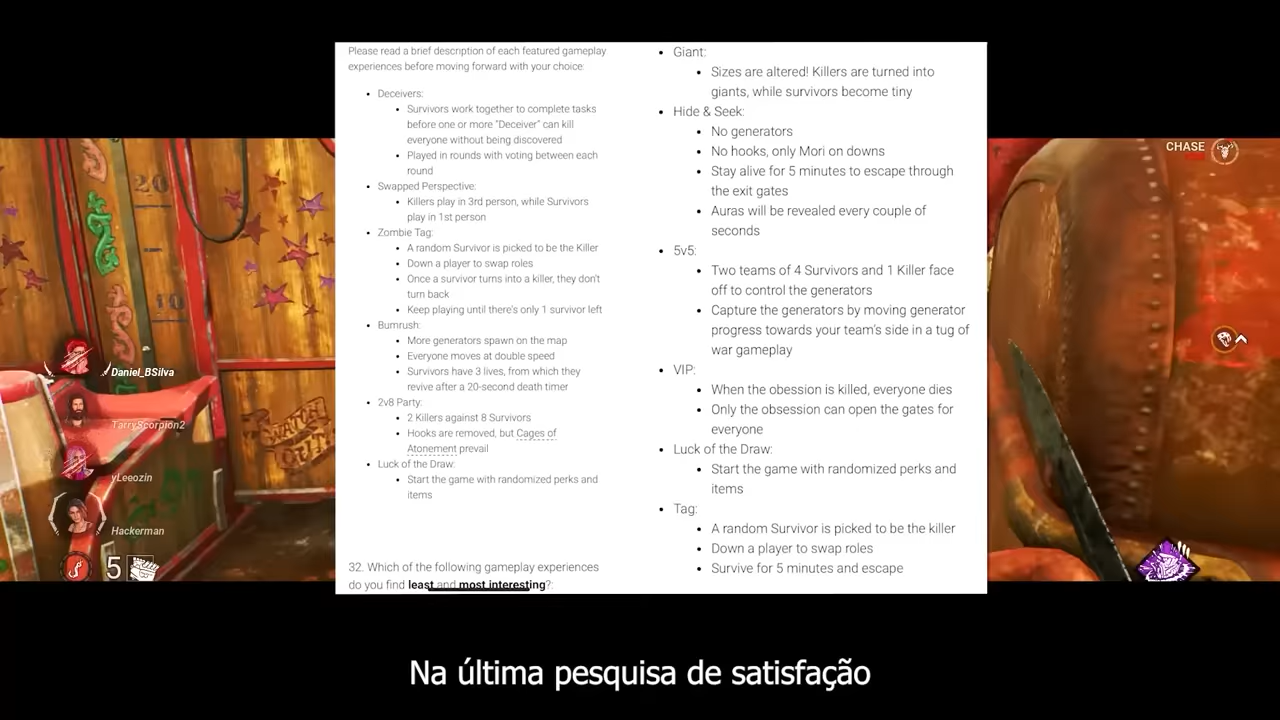 Please read a brief description of each featured gameplay
experiences before moving forward with your choice:
• Deceivers:
• Survivors work together to complete tasks
before one or more "Deceiver" can kill
everyone without being discovered
• Played in rounds with voting between each
round
• Swapped Perspective:
• Killers play in 3rd person, while Survivors
play in 1st person
• Zombie Tag:
• A random Survivor is picked to be the Killer
• Down a player to swap roles
• Once a survivor turns into a killer, they don't
turn back
• Keep playing until there's only 1 survivor left
• Bumrush:
• More generators spawn on the map
• Everyone moves at double speed
• Survivors have 3 lives, from which they
revive after a 20-second death timer
• 2v8 Party:
• 2 Killers against 8 Survivors
• Hooks are removed, but Cages of
Atonement prevail
• Luck of the Draw:
• Start the game with randomized perks and
items
32. Which of the following gameplay experiences
do you find least and most interesting?:
• Giant:
• Sizes are altered! Killers are turned into
giants, while survivors become tiny
• Hide & Seek:
• No generators
• No hooks, only Mori on downs
• Stay alive for 5 minutes to escape through
the exit gates
• Auras will be revealed every couple of
seconds
• 5v5:
• Two teams of 4 Survivors and 1 Killer face
off to control the generators
• Capture the generators by moving generator
progress towards your team's side in a tug of
war gameplay
• VIP:
• When the obession is killed, everyone dies
• Only the obsession can open the gates for
everyone
• Luck of the Draw:
• Start the game with randomized perks and
items
• Tag:
• A random Survivor is picked to be the killer
• Down a player to swap roles
• Survive for 5 minutes and escape
20
10
WATCH
OUT
Daniel_BSilva
TarryScorpion2
yLeeozin
Hackerman
5
CHASE
Na última pesquisa de satisfação